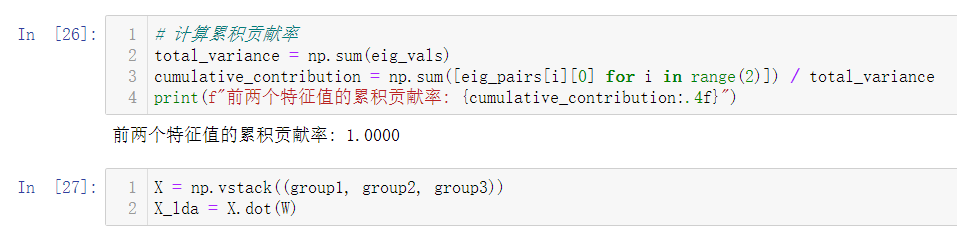 In [26]:
1 # 计算累积贡献率
2 total_variance = np.sum(eig_vals)
3 cumulative_contribution = np.sum([eig_pairs[i][0] for i in range(2)]) / total_variance
4 print(f"前两个特征值的累积贡献率: {cumulative_contribution:.4f}")
前两个特征值的累积贡献率: 1.0000
In [27]:
1 X = np.vstack((group1, group2, group3))
2 X_lda = X.dot(W)